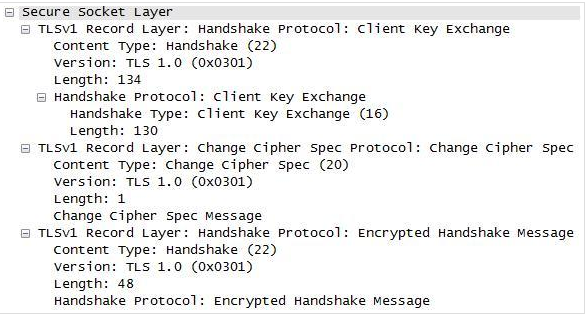 Secure Socket Layer
TLSv1 Record Layer: Handshake Protocol: Client Key Exchange
Content Type: Handshake (22)
Version: TLS 1.0 (0x0301)
Length: 134
Handshake Protocol: Client Key Exchange
Handshake Type: Client Key Exchange (16)
Length: 130
TLSv1 Record Layer: Change Cipher Spec Protocol: Change Cipher Spec
Content Type: Change Cipher Spec (20)
Version: TLS 1.0 (0x0301)
Length: 1
Change Cipher Spec Message
TLSv1 Record Layer: Handshake Protocol: Encrypted Handshake Message
Content Type: Handshake (22)
Version: TLS 1.0 (0x0301)
Length: 48
Handshake Protocol: Encrypted Handshake Message